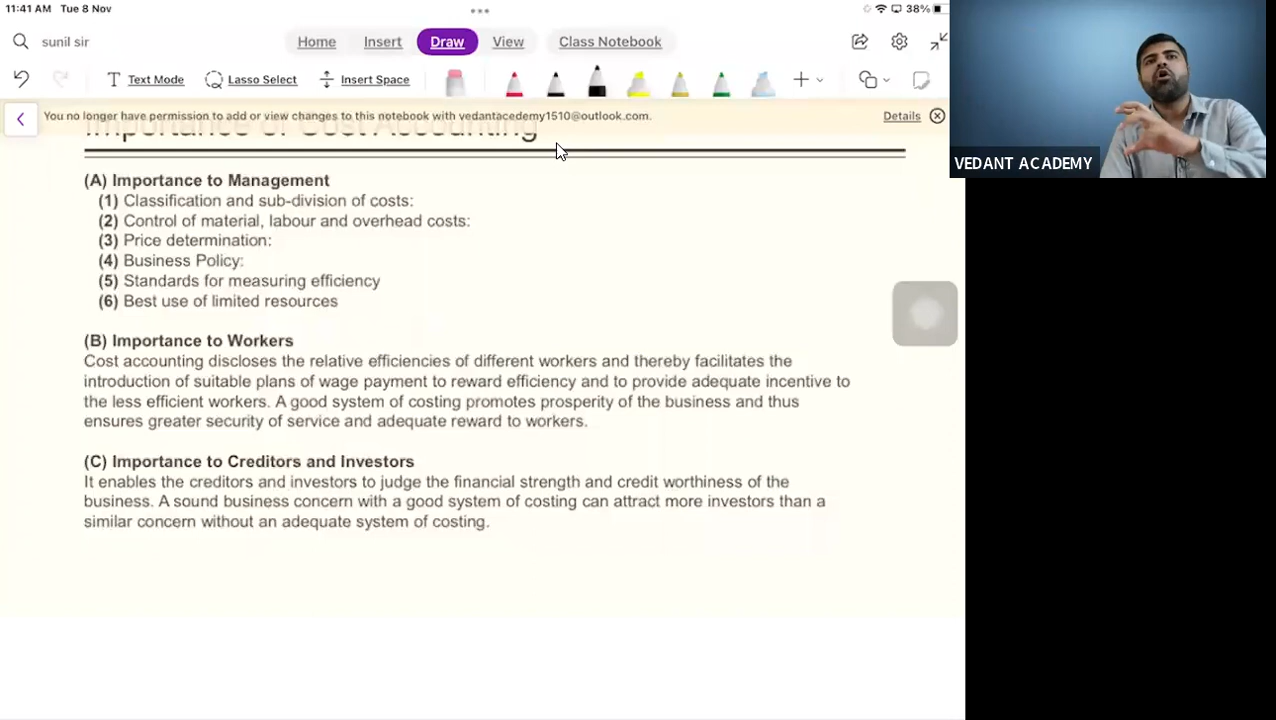 11:41 AM Tue 8 Nov
38%
sunil sir
Home Insert Draw View Class Notebook
Text Mode Lasso Select Insert Space
You no longer have permission to add or view changes to this notebook with vedantacedemy1510@outlook.com. Details
Importance of Cost Accounting
VEDANT ACADEMY
(A) Importance to Management
(1) Classification and sub-division of costs:
(2) Control of material, labour and overhead costs:
(3) Price determination:
(4) Business Policy:
(5) Standards for measuring efficiency
(6) Best use of limited resources
(B) Importance to Workers
Cost accounting discloses the relative efficiencies of different workers and thereby facilitates the
introduction of suitable plans of wage payment to reward efficiency and to provide adequate incentive to
the less efficient workers. A good system of costing promotes prosperity of the business and thus
ensures greater security of service and adequate reward to workers.
(C) Importance to Creditors and Investors
It enables the creditors and investors to judge the financial strength and credit worthiness of the
business. A sound business concern with a good system of costing can attract more investors than a
similar concern without an adequate system of costing.